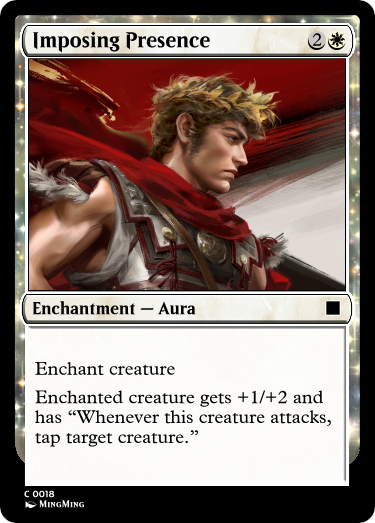 Imposing Presence 2
Enchantment — Aura
Enchant creature
Enchanted creature gets +1/+2 and
has “Whenever this creature attacks,
tap target creature.”
C 0018
MingMing